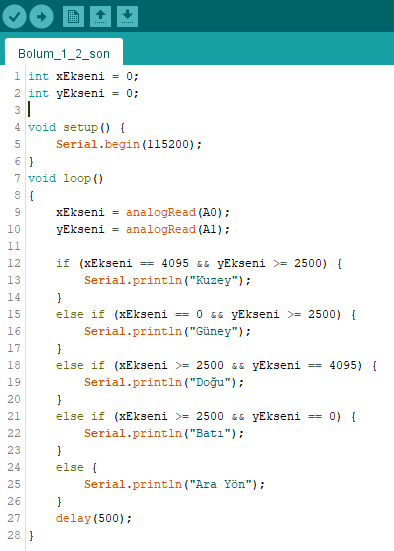 Bolum_1_2_son
1 int xEkseni = 0;
2 int yEkseni = 0;
3
4 void setup() {
5     Serial.begin(115200);
6 }
7 void loop()
8 {
9     xEkseni = analogRead(A0);
10     yEkseni = analogRead(A1);
11
12     if (xEkseni == 4095 && yEkseni >= 2500) {
13         Serial.println("Kuzey");
14     }
15     else if (xEkseni == 0 && yEkseni >= 2500) {
16         Serial.println("Güney");
17     }
18     else if (xEkseni >= 2500 && yEkseni == 4095) {
19         Serial.println("Doğu");
20     }
21     else if (xEkseni >= 2500 && yEkseni == 0) {
22         Serial.println("Batı");
23     }
24     else {
25         Serial.println("Ara Yön");
26     }
27     delay(500);
28 }